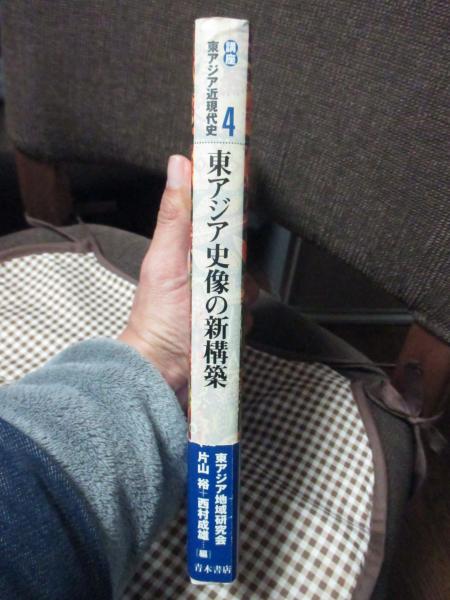 講座
東アジア近現代史
4
東アジア史像の新構築
東アジア地域研究会
片山 裕+西村成雄…[編]
青木書店